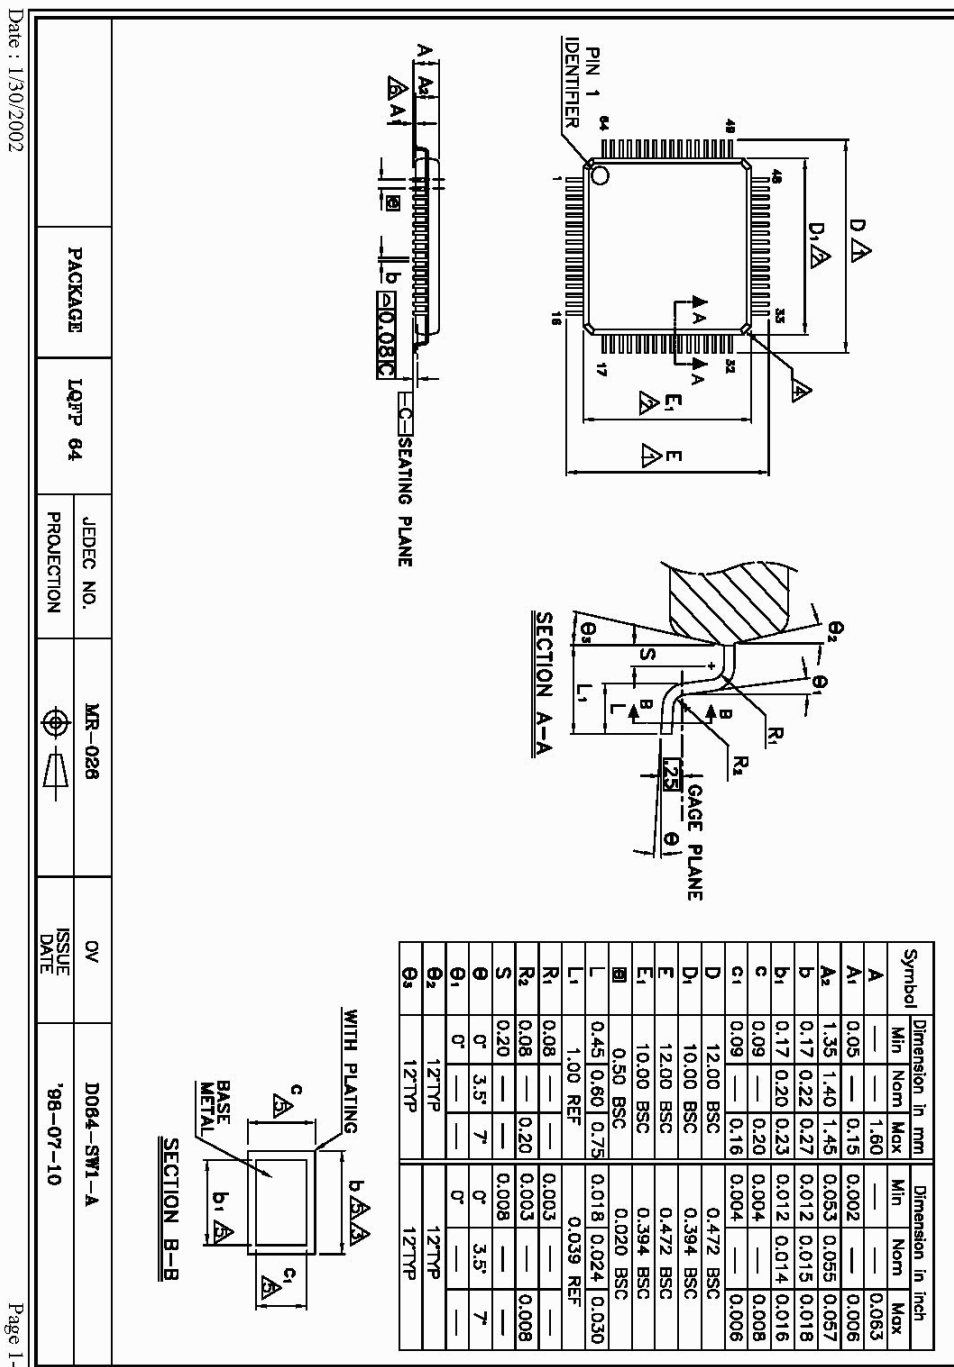 PIN 1
IDENTIFIER
64
49
1
48
16
33
17
32
D 1
D1 2
E1 2
E 1
4
A
A
A
A2
6 A1
e
b
0.08 C
-C- SEATING PLANE
θ2
θ1
R1
R2
θ3
S
L1
L
B
B
GAGE PLANE
.25
θ
SECTION A-A
Symbol Dimension in mm Dimension in inch
Min Nom Max Min Nom Max
A — — 1.60 — — 0.063
A1 0.05 — 0.15 0.002 — 0.006
A2 1.35 1.40 1.45 0.053 0.055 0.057
b 0.17 0.22 0.27 0.012 0.015 0.018
b1 0.17 0.20 0.23 0.012 0.014 0.016
c 0.09 — 0.20 0.004 — 0.008
c1 0.09 — 0.16 0.004 — 0.006
D 12.00 BSC 0.472 BSC
D1 10.00 BSC 0.394 BSC
E 12.00 BSC 0.472 BSC
E1 10.00 BSC 0.394 BSC
e 0.50 BSC 0.020 BSC
L 0.45 0.60 0.75 0.018 0.024 0.030
L1 1.00 REF 0.039 REF
R1 0.08 — — 0.003 — —
R2 0.08 — 0.20 0.003 — 0.008
S 0.20 — — 0.008 — —
θ 0° 3.5° 7° 0° 3.5° 7°
θ1 0° — — 0° — —
θ2 12°TYP 12°TYP
θ3 12°TYP 12°TYP
WITH PLATING
b 5 3
c 5
c1 5
BASE
METAL
b1 5
SECTION B-B
PACKAGE
LQFP 64
JEDEC NO.
MR-026
OV
D064-SW1-A
PROJECTION
ISSUE
DATE
'98-07-10
Date : 1/30/2002
Page 1-